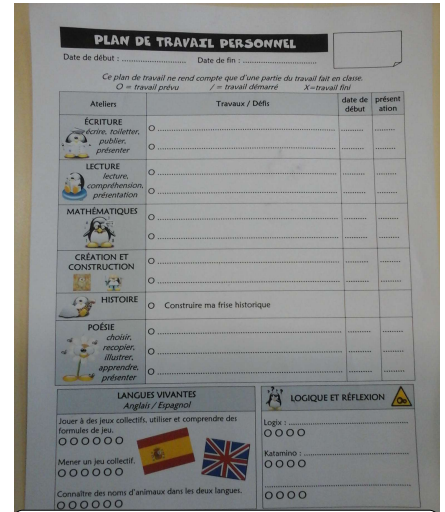 PLAN DE TRAVAIL PERSONNEL
Date de début : ........................ Date de fin : ...........................
Ce plan de travail ne rend compte que d'une partie du travail fait en classe.
O = travail prévu / = travail démarré X=travail fini
Ateliers Travaux / Défis date de début présent ation
ÉCRITURE
écrire, toiletter,
publier,
présenter
O
O
LECTURE
lecture,
compréhension,
présentation
O
O
MATHÉMATIQUES
O
O
CRÉATION ET
CONSTRUCTION
O
O
HISTOIRE O Construire ma frise historique
POÉSIE
choisir,
recopier,
illustrer,
apprendre,
présenter
O
O
O
LANGUES VIVANTES
Anglais / Espagnol
Jouer à des jeux collectifs, utiliser et comprendre des
formules de jeu.
O O O O O O
Mener un jeu collectif.
O O O O O O
Connaître des noms d'animaux dans les deux langues.
O O O O O O
LOGIQUE ET RÉFLEXION
Logix : ................................
O O O O
Katamino : ................................
O O O O
................................
O O O O